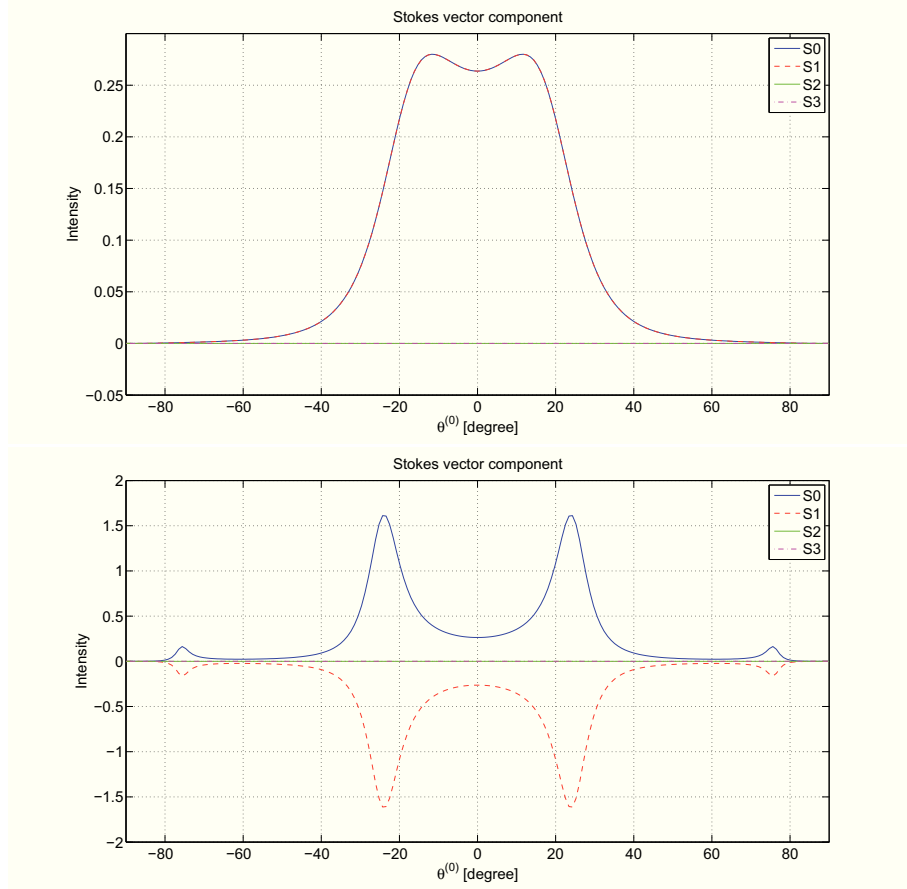 Stokes vector component
S0
S1
S2
S3
Intensity
0.25
0.2
0.15
0.1
0.05
0
−0.05
−80 −60 −40 −20 0 20 40 60 80
θ(0) [degree]
Stokes vector component
S0
S1
S2
S3
Intensity
2
1.5
1
0.5
0
−0.5
−1
−1.5
−2
−80 −60 −40 −20 0 20 40 60 80
θ(0) [degree]